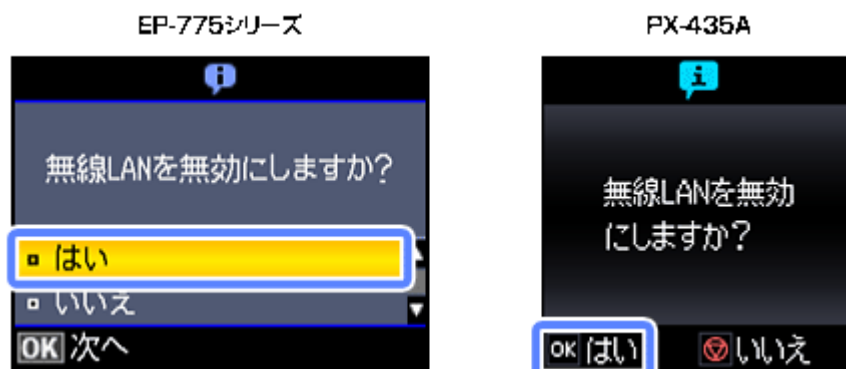 EP-775シリーズ
無線LANを無効にしますか?
はい
いいえ
OK 次へ
PX-435A
無線LANを無効
にしますか?
OK はい いいえ